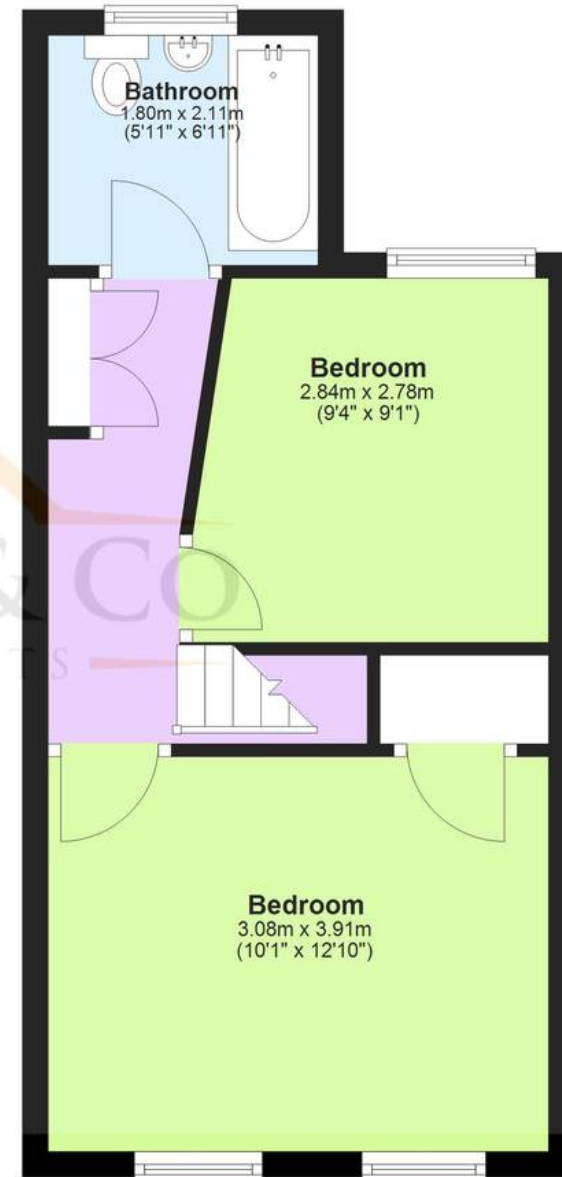 Bathroom
1.80m x 2.11m
(5'11" x 6'11")
Bedroom
2.84m x 2.78m
(9'4" x 9'1")
& CO
T S
Bedroom
3.08m x 3.91m
(10'1" x 12'10")